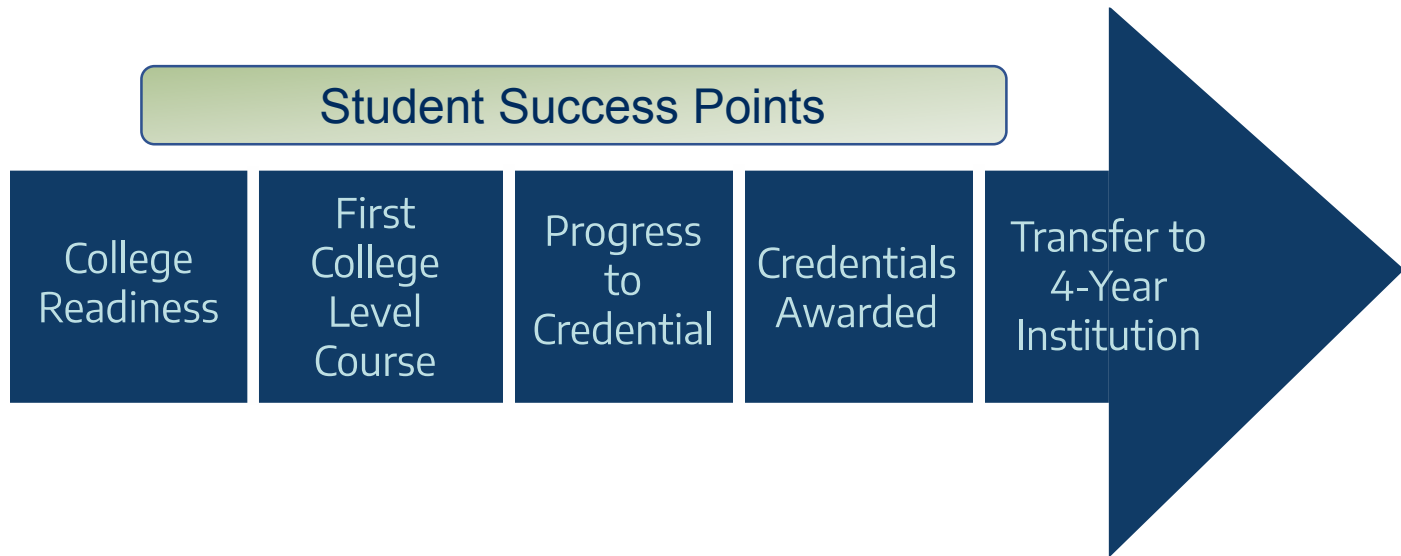 Student Success Points
College
Readiness
First
College
Level
Course
Progress
to
Credential
Credentials
Awarded
Transfer to
4-Year
Institution